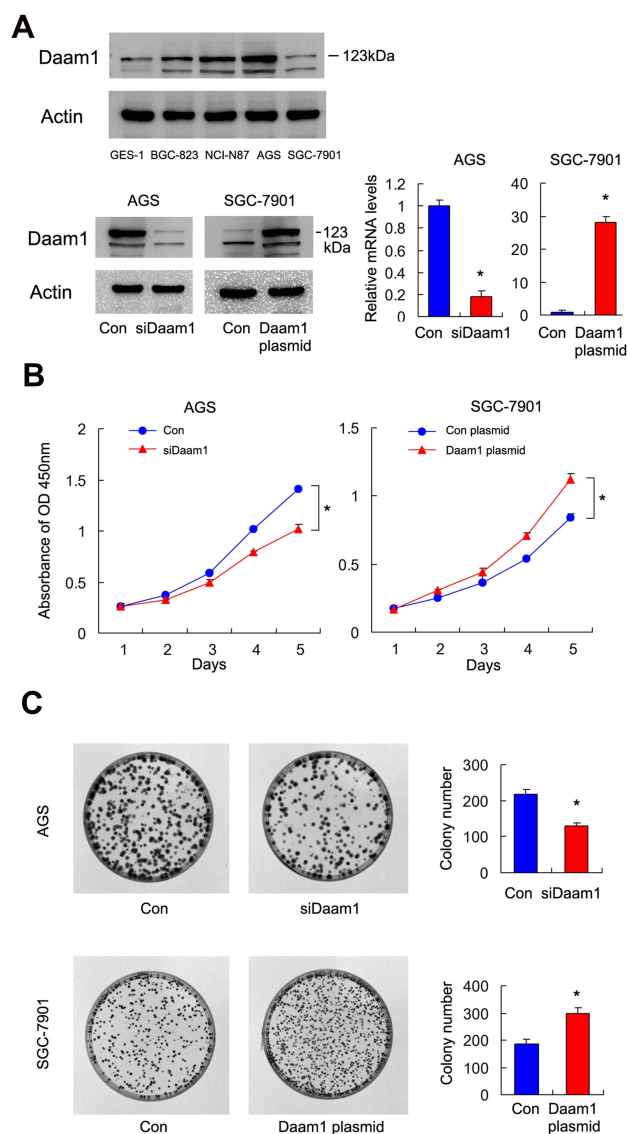 A
Daam1
123kDa
Actin
GES-1 BGC-823 NCI-N87 AGS SGC-7901
AGS SGC-7901
Daam1
-123
kDa
Actin
Con siDaam1 Con Daam1
plasmid
AGS SGC-7901
Relative mRNA levels
1.2
1
0.8
0.6
0.4
0.2
0
*
Con siDaam1
40
30
20
10
0
*
Con Daam1
plasmid
B
AGS
Absorbance of OD 450nm
2
1.5
1
0.5
0
Con
siDaam1
*
1 2 3 4 5
Days
SGC-7901
1.5
1
0.5
0
Con plasmid
Daam1 plasmid
*
1 2 3 4 5
Days
C
AGS
Con siDaam1
Colony number
300
200
100
0
*
Con siDaam1
SGC-7901
Con Daam1 plasmid
Colony number
400
300
200
100
0
*
Con Daam1
plasmid